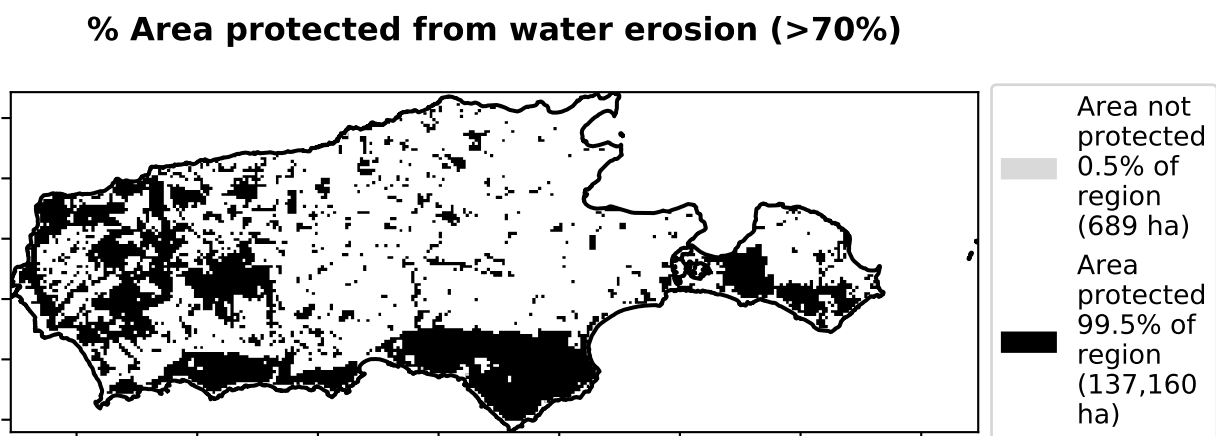 % Area protected from water erosion (>70%)
Area not
protected
0.5% of
region
(689 ha)
Area
protected
99.5% of
region
(137,160
ha)